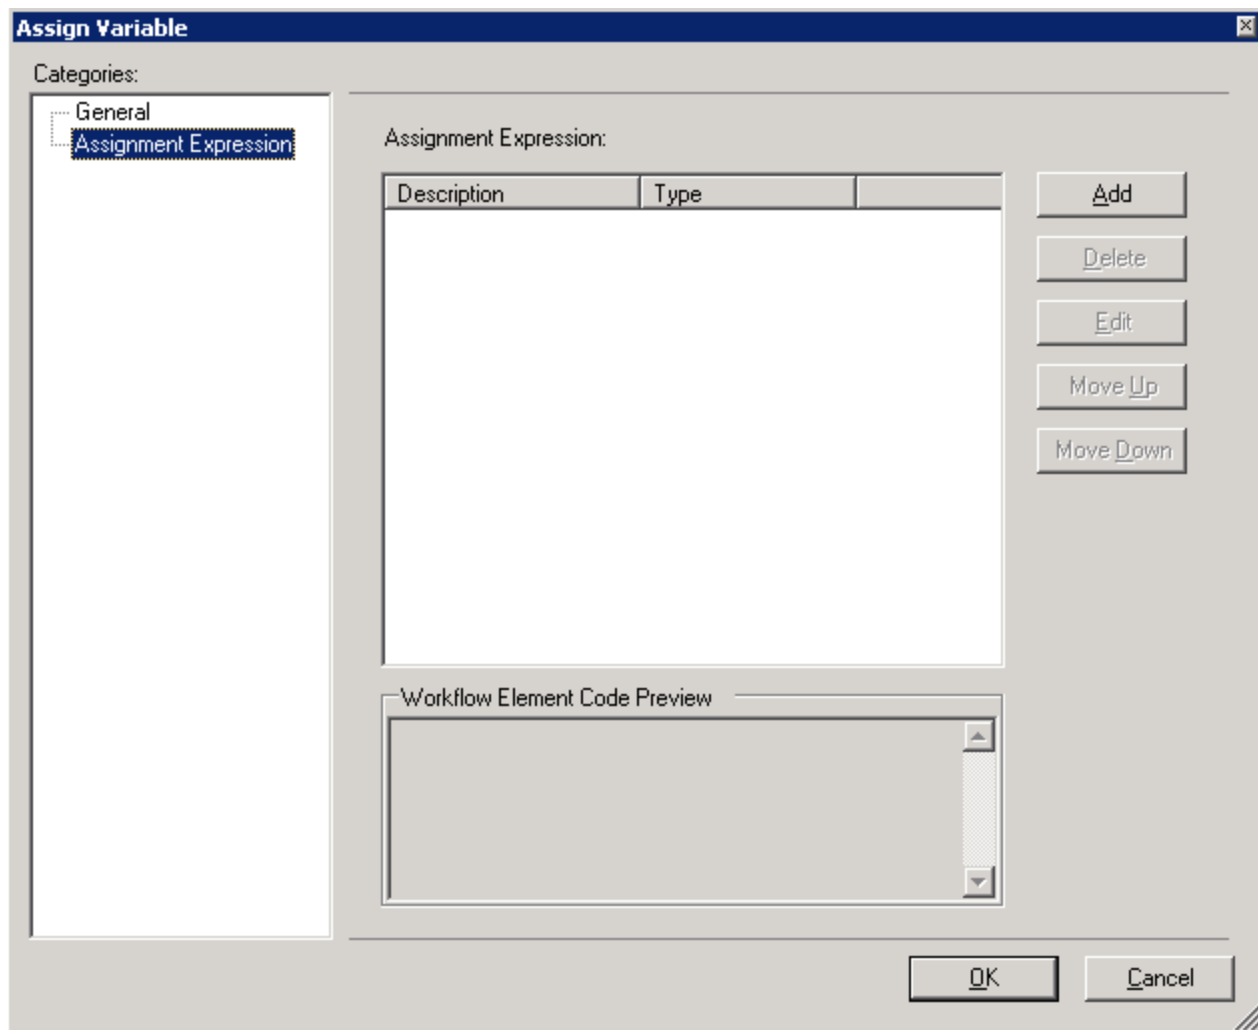 Assign Variable
Categories:
General
Assignment Expression
Assignment Expression:
Description Type
Add
Delete
Edit
Move Up
Move Down
Workflow Element Code Preview
OK Cancel